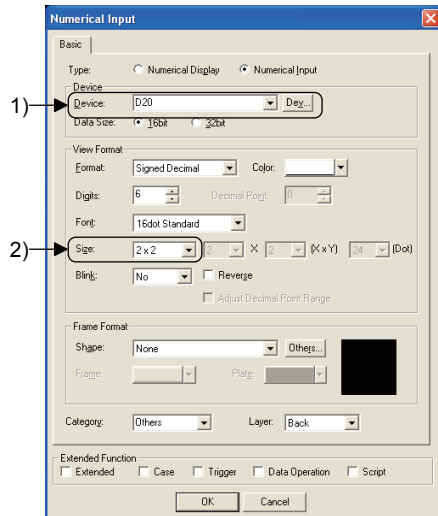 Numerical Input
Basic
Type: Numerical Display Numerical Input
Device
1) Device: D20 Dev...
Data Size: 16bit 32bit
View Format
Format: Signed Decimal Color:
Digits: 6 Decimal Point: 0
Font: 16dot Standard
2) Size: 2 x 2 2 X 2 (X x Y) 24 (Dot)
Blink: No Reverse
Adjust Decimal Point Range
Frame Format
Shape: None Others...
Frame: Plate:
Category: Others Layer: Back
Extended Function
Extended Case Trigger Data Operation Script
OK Cancel